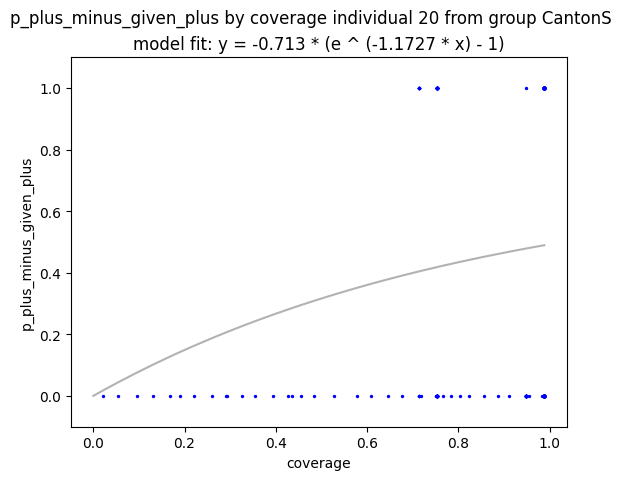 p_plus_minus_given_plus by coverage individual 20 from group CantonS
model fit: y = -0.713 * (e ^ (-1.1727 * x) - 1)
1.0
0.8
0.6
0.4
0.2
0.0
p_plus_minus_given_plus
0.0 0.2 0.4 0.6 0.8 1.0
coverage